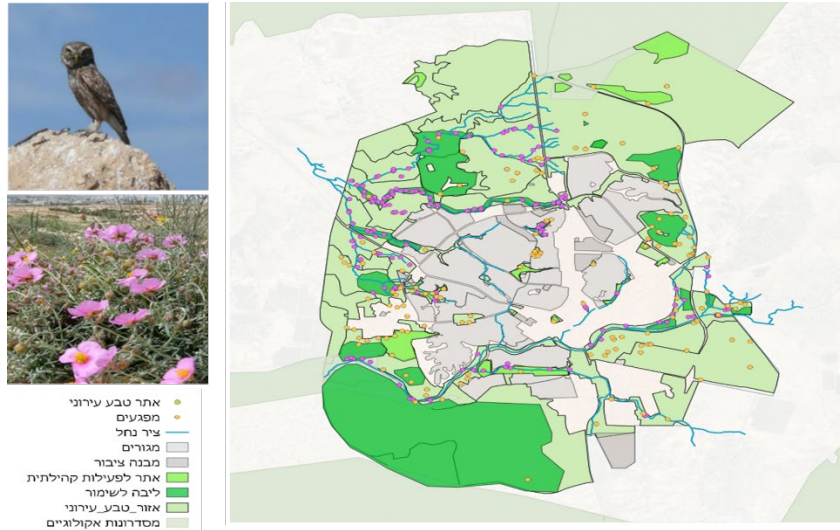 אתר טבע עירוני
מפגעים
ציר נחל
מגורים
מבנה ציבור
אתר לפעילות קהילתית
ליבה לשימור
אזור_טבע_עירוני
מסדרונות אקולוגיים